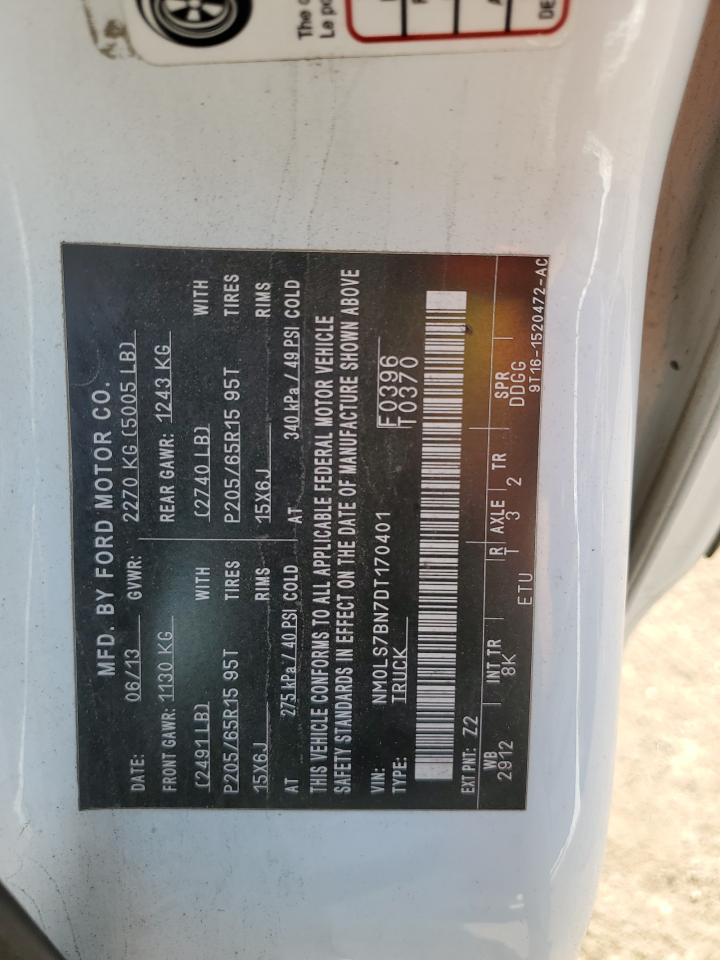 The
Le
MFD. BY FORD MOTOR CO.
DATE: 06/13 GVWR: 2270 KG (5005 LB)
FRONT GAWR: 1130 KG REAR GAWR: 1243 KG
(2491LB) WITH (2740 LB) WITH
P205/65R15 95T TIRES P205/65R15 95T TIRES
15X6J RIMS 15X6J RIMS
AT 275 kPa/ 40 PSI COLD AT 340 kPa/ 49 PSI COLD
THIS VEHICLE CONFORMS TO ALL APPLICABLE FEDERAL MOTOR VEHICLE
SAFETY STANDARDS IN EFFECT ON THE DATE OF MANUFACTURE SHOWN ABOVE
VIN: NM0LS7BN7DT170401 F0396
TYPE: TRUCK T0370
EXT PNT: Z2
WB INT TR R AXLE TR SPR
2912 8K T 3 2 DDGG
ETU 9T16-1520472-AC